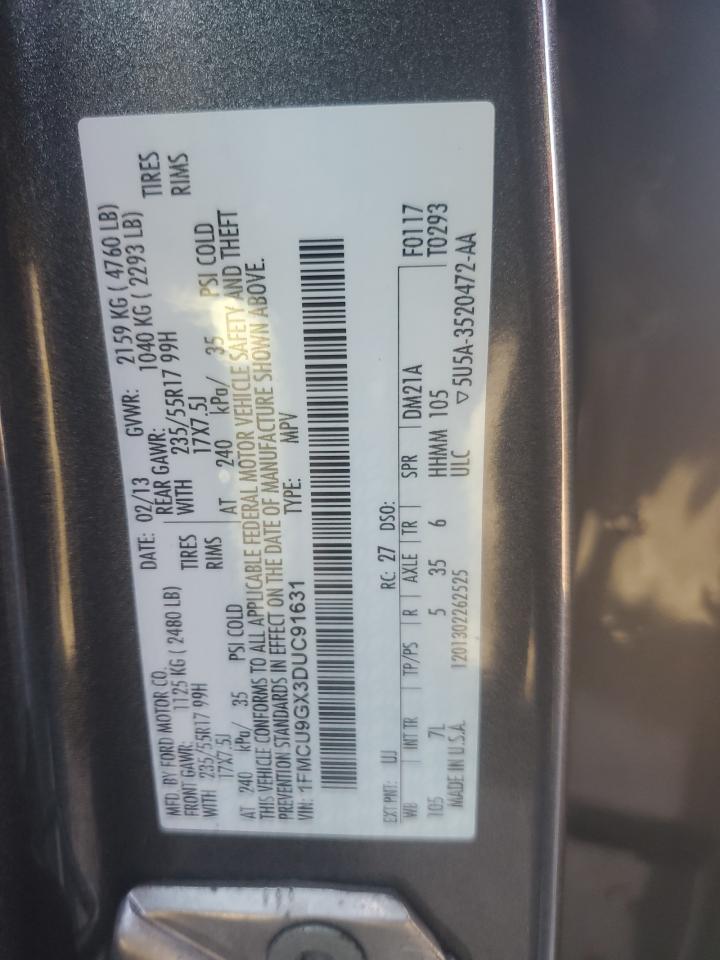 MFD. BY FORD MOTOR CO. DATE: 02/13 GVWR: 2159 KG ( 4760 LB)
FRONT GAWR: 1125 KG ( 2480 LB) REAR GAWR: 1040 KG ( 2293 LB)
WITH 235/55R17 99H TIRES WITH 235/55R17 99H TIRES
17X7.5J RIMS 17X7.5J RIMS
AT 240 kPa/ 35 PSI COLD AT 240 kPa/ 35 PSI COLD
THIS VEHICLE CONFORMS TO ALL APPLICABLE FEDERAL MOTOR VEHICLE SAFETY AND THEFT
PREVENTION STANDARDS IN EFFECT ON THE DATE OF MANUFACTURE SHOWN ABOVE.
VIN: 1FMCU9GX3DUC91631 TYPE: MPV
EXT PNT: UJ RC: 27 DSO:
WB INT TR TP/PS R AXLE TR SPR DM21A F0117
105 7L 5 35 6 HHMM 105 T0293
MADE IN U.S.A. 1201302262525 ULC ▽5U5A-3520472-AA